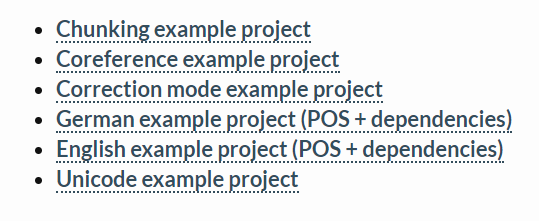 Chunking example project
Coreference example project
Correction mode example project
German example project (POS + dependencies)
English example project (POS + dependencies)
Unicode example project